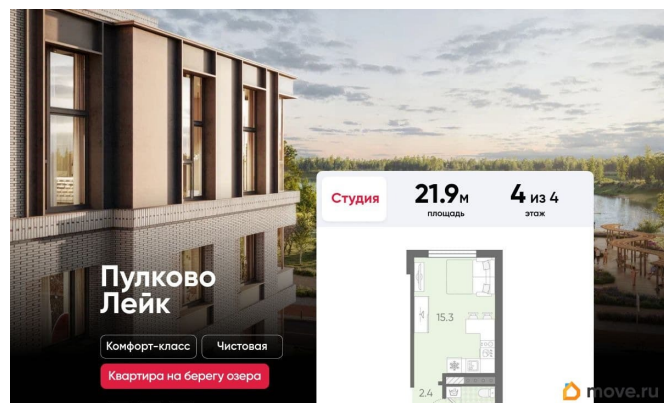 Студия
21.9м
площадь
4 из 4
этаж
Пулково
Лейк
Комфорт-класс
Чистовая
Квартира на берегу озера
15.3
2.4
move.ru